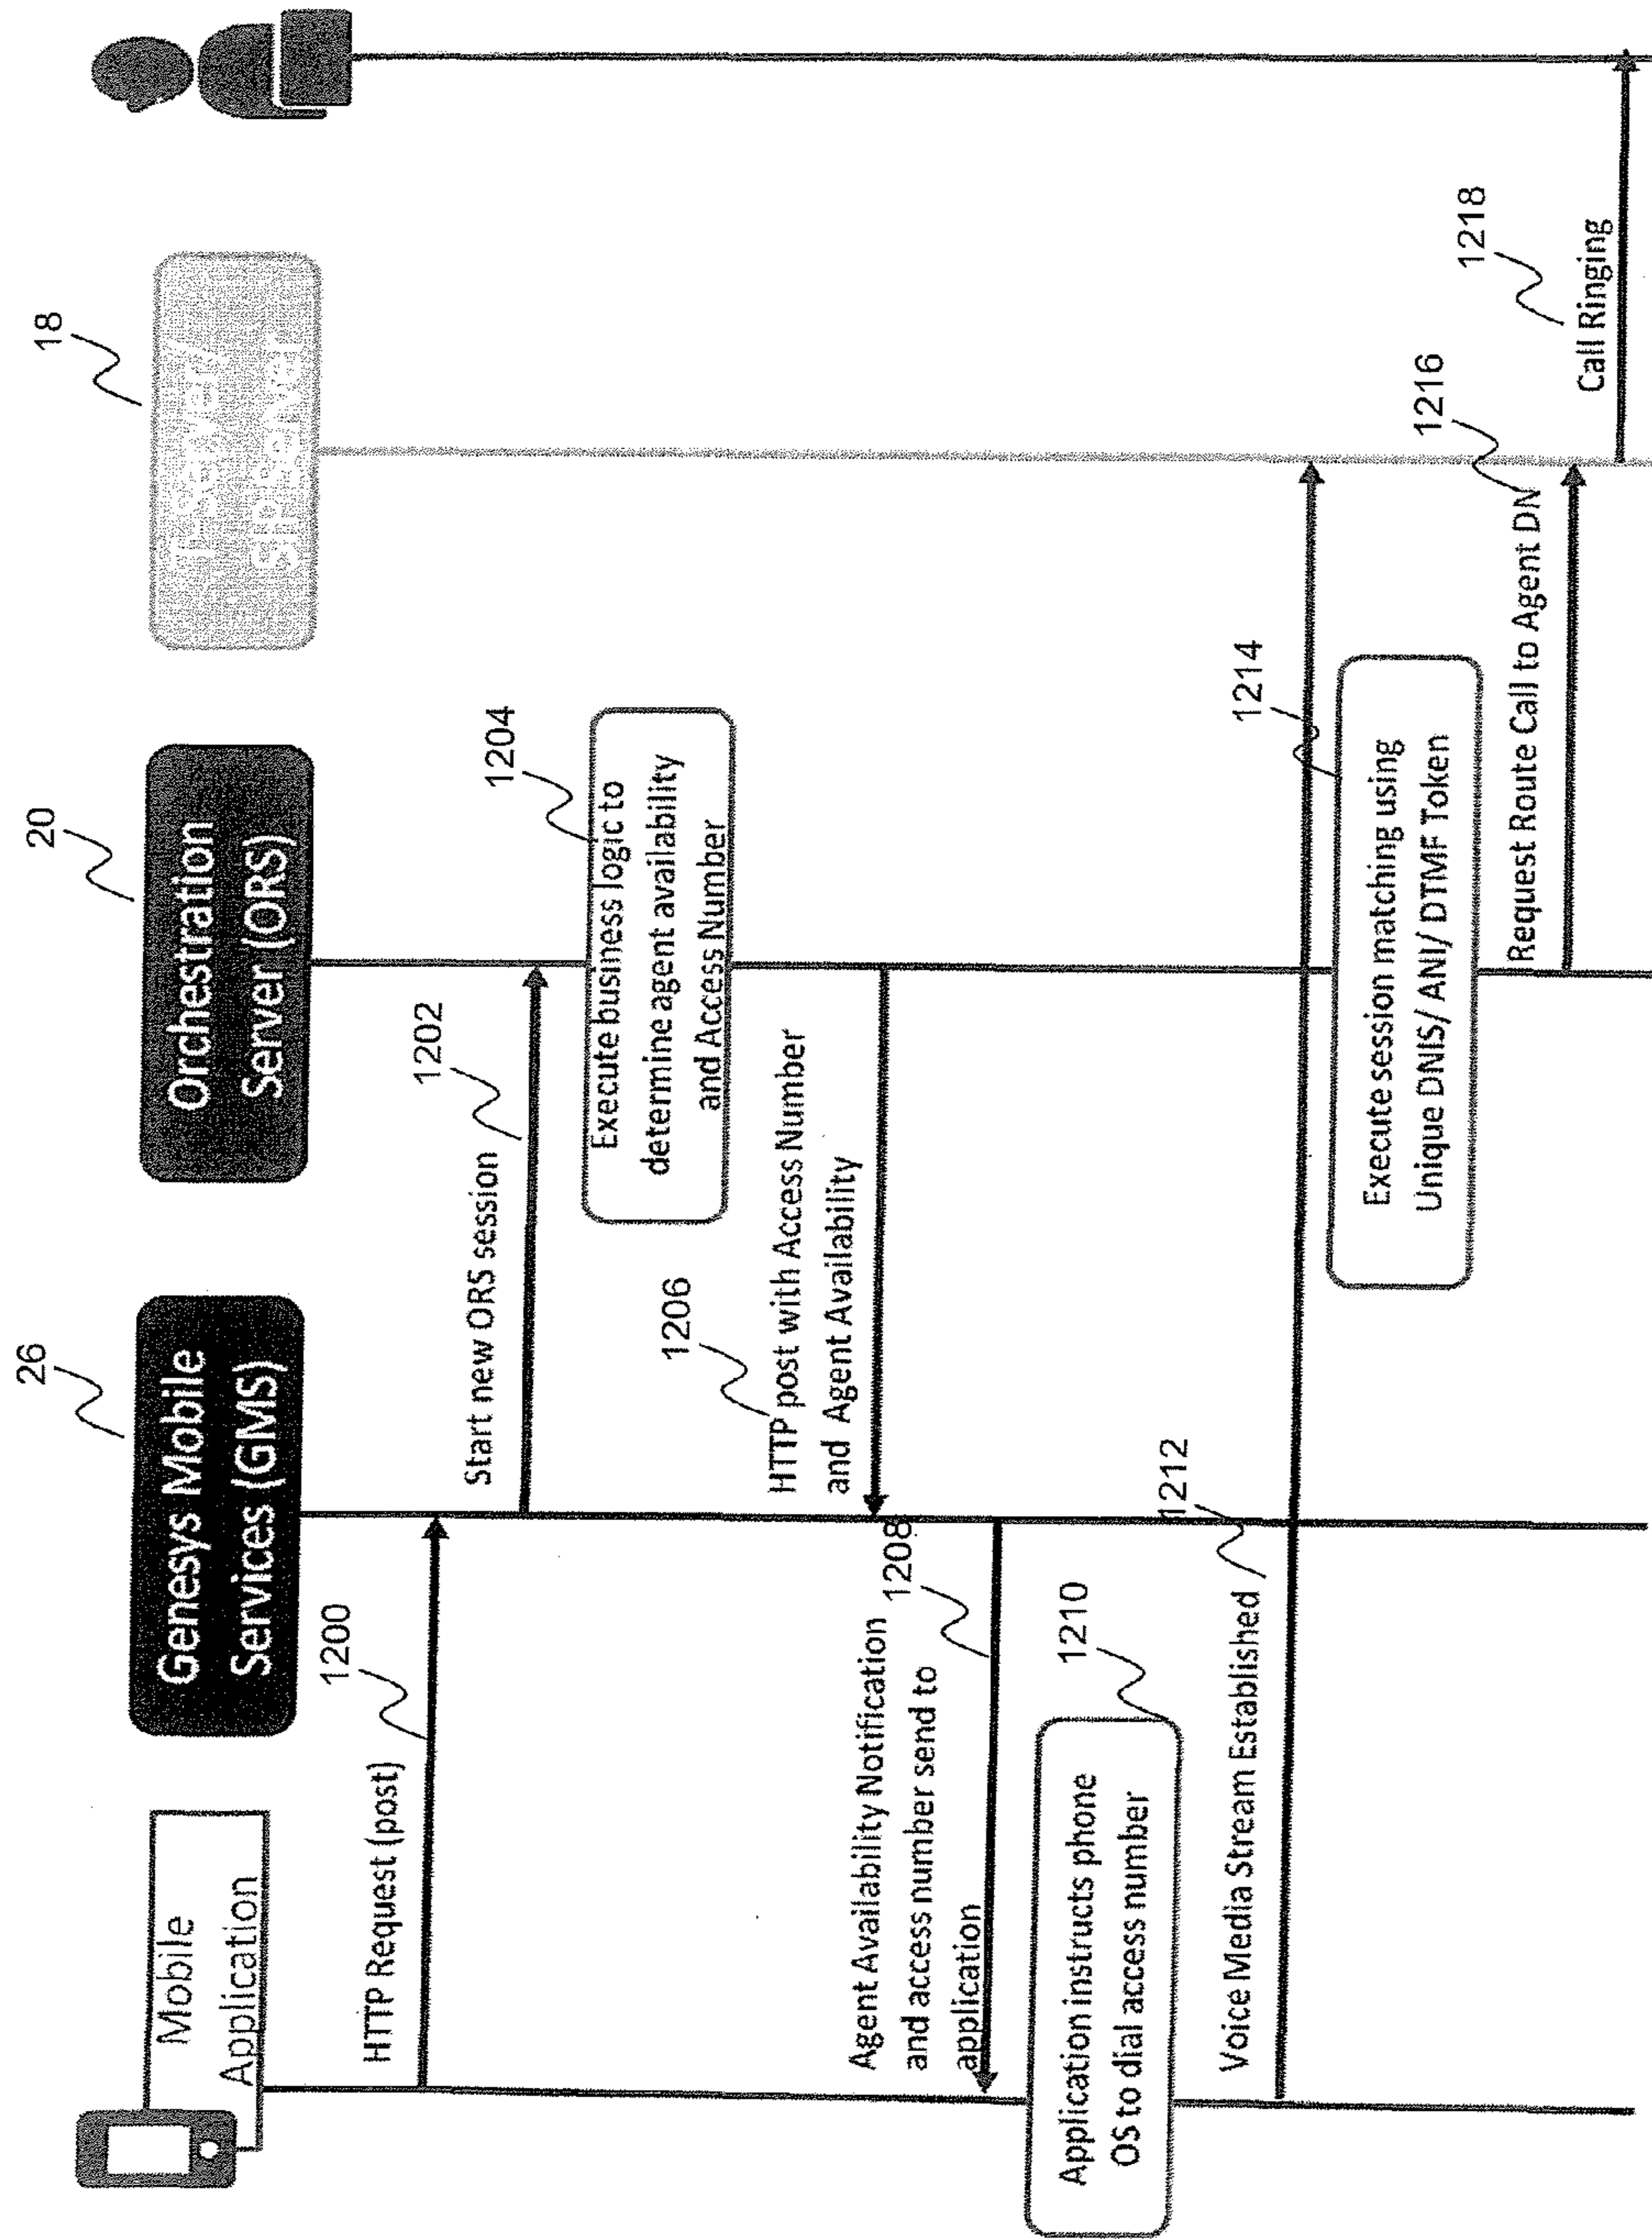 Mobile
Application
26
Genesys Mobile
Services (GMS)
20
Orchestration
Server (ORS)
18
T-Server/
SIP Server
HTTP Request (post)
1200
Start new ORS session
1202
Execute business logic to
determine agent availability
and Access Number
1204
HTTP post with Access Number
and Agent Availability
1206
Agent Availability Notification
and access number send to
application
1208
Application instructs phone
OS to dial access number
1210
Voice Media Stream Established
1212
Execute session matching using
Unique DNIS/ ANI/ DTMF Token
1214
Request Route Call to Agent DN
1216
Call Ringing
1218